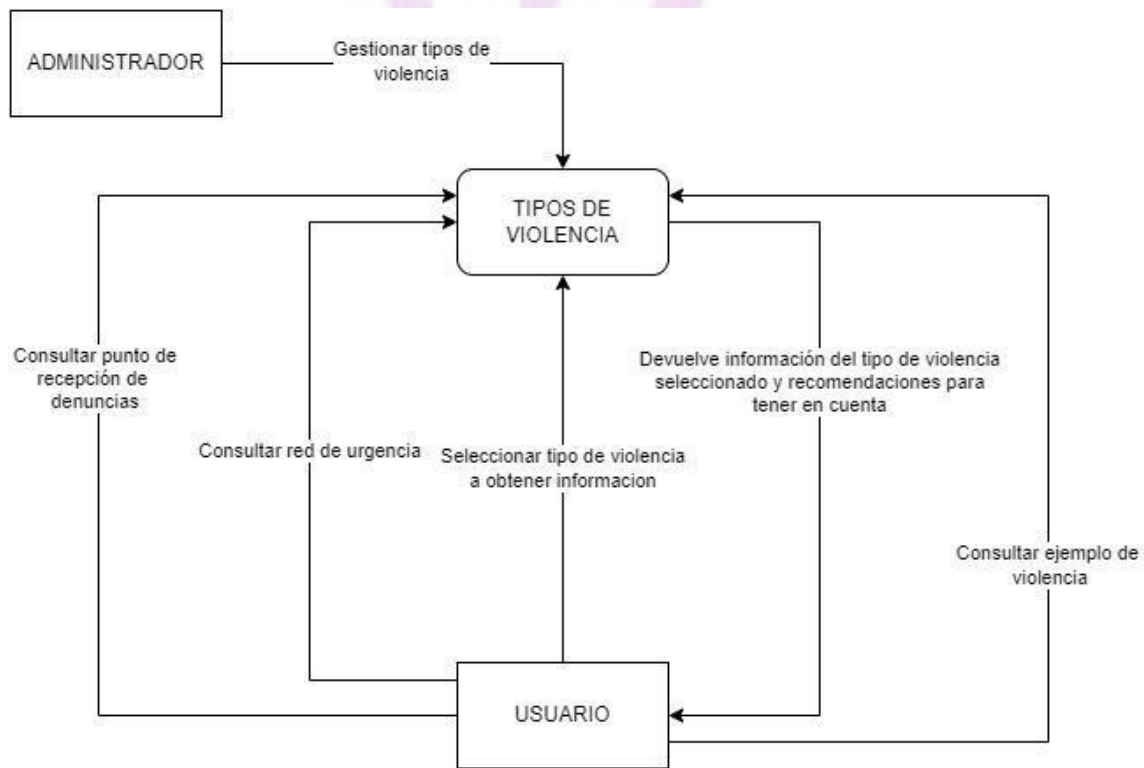 ADMINISTRADOR
Gestionar tipos de
violencia
TIPOS DE
VIOLENCIA
Consultar punto de
recepción de
denuncias
Consultar red de urgencia
Seleccionar tipo de violencia
a obtener informacion
Devuelve información del tipo de violencia
seleccionado y recomendaciones para
tener en cuenta
Consultar ejemplo de
violencia
USUARIO